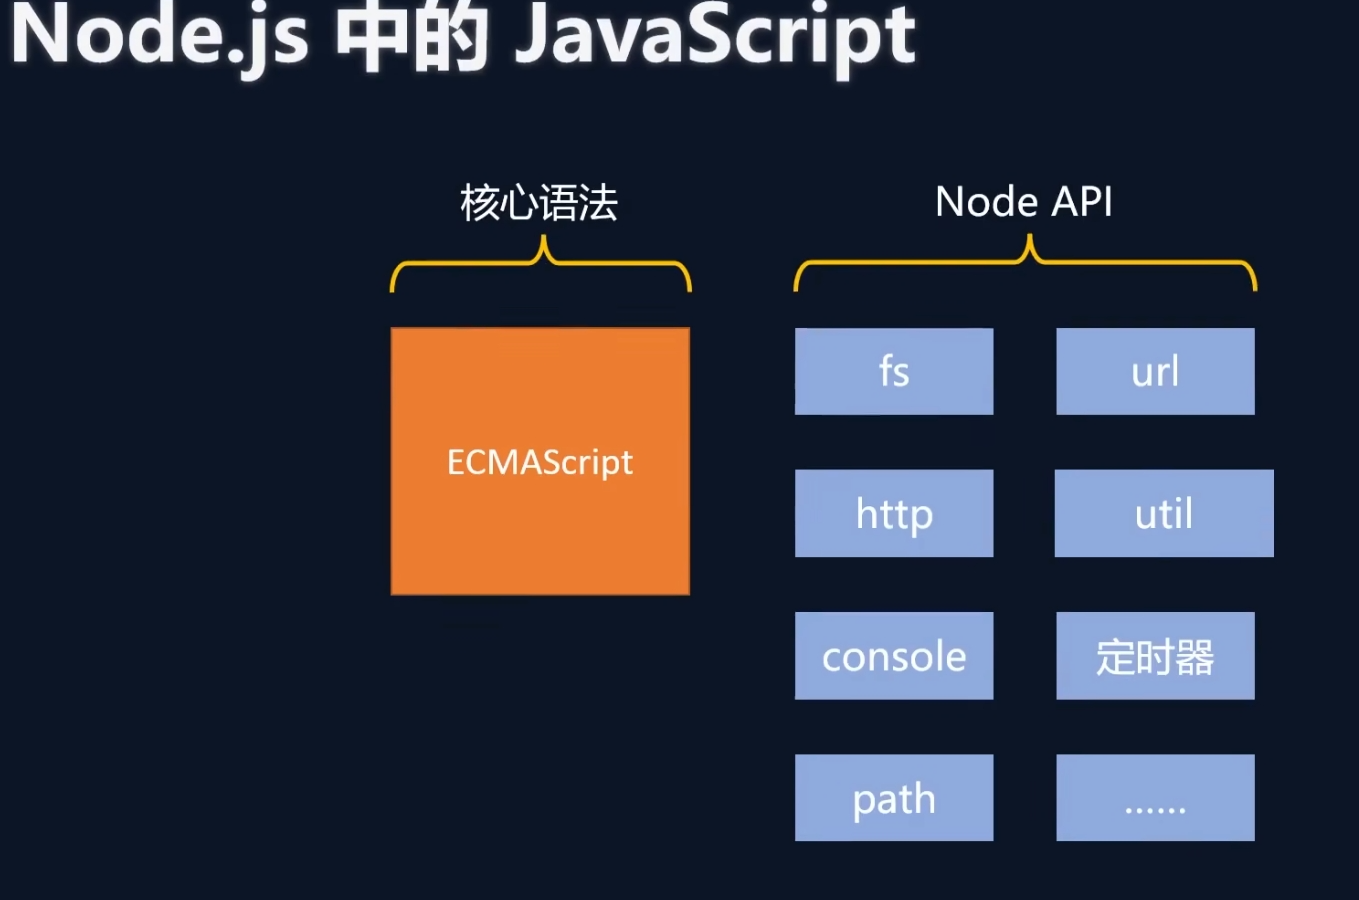 Node.js 中的 JavaScript
核心语法
Node API
ECMAScript
fs
url
http
util
console
定时器
path
......